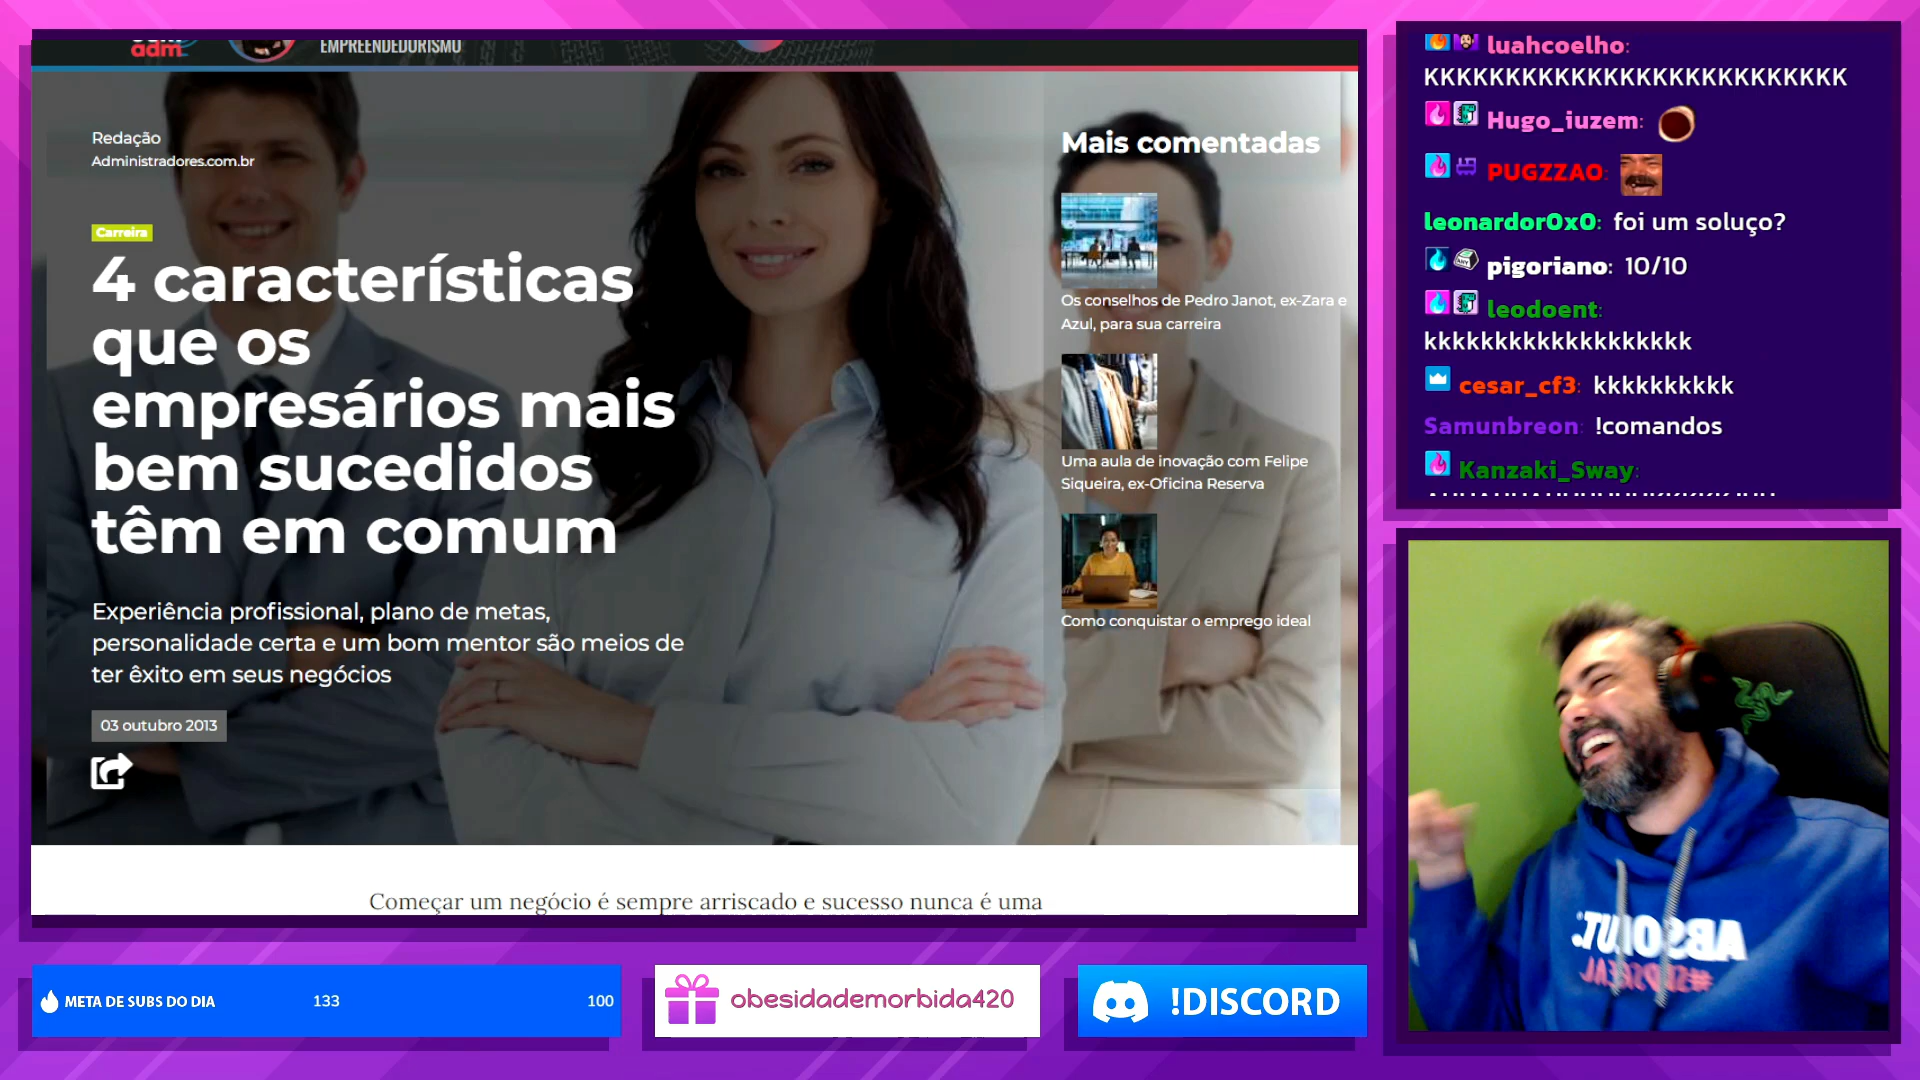 adm
EMPREENDEDORISMO
Redação
Administradores.com.br
Carreira
4 características
que os
empresários mais
bem sucedidos
têm em comum
Experiência profissional, plano de metas,
personalidade certa e um bom mentor são meios de
ter êxito em seus negócios
03 outubro 2013
Mais comentadas
Os conselhos de Pedro Janot, ex-Zara e
Azul, para sua carreira
Uma aula de inovação com Felipe
Siqueira, ex-Oficina Reserva
Como conquistar o emprego ideal
Começar um negócio é sempre arriscado e sucesso nunca é uma
luahcoelho:
KKKKKKKKKKKKKKKKKKKKKKKKKK
Hugo_iuzem:
PUGZZAO:
leonardor0x0: foi um soluço?
pigoriano: 10/10
leodoent:
kkkkkkkkkkkkkkkkkkk
cesar_cf3: kkkkkkkkkk
Samunbreon: !comandos
Kanzaki_Sway:
ABSOLUT.
META DE SUBS DO DIA 133 100
obesidademorbida420
!DISCORD